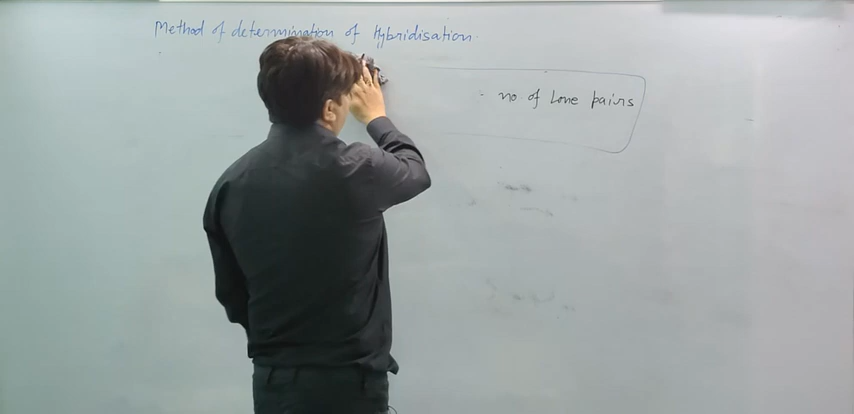 Method of determination of Hybridisation.
- no of lone pairs